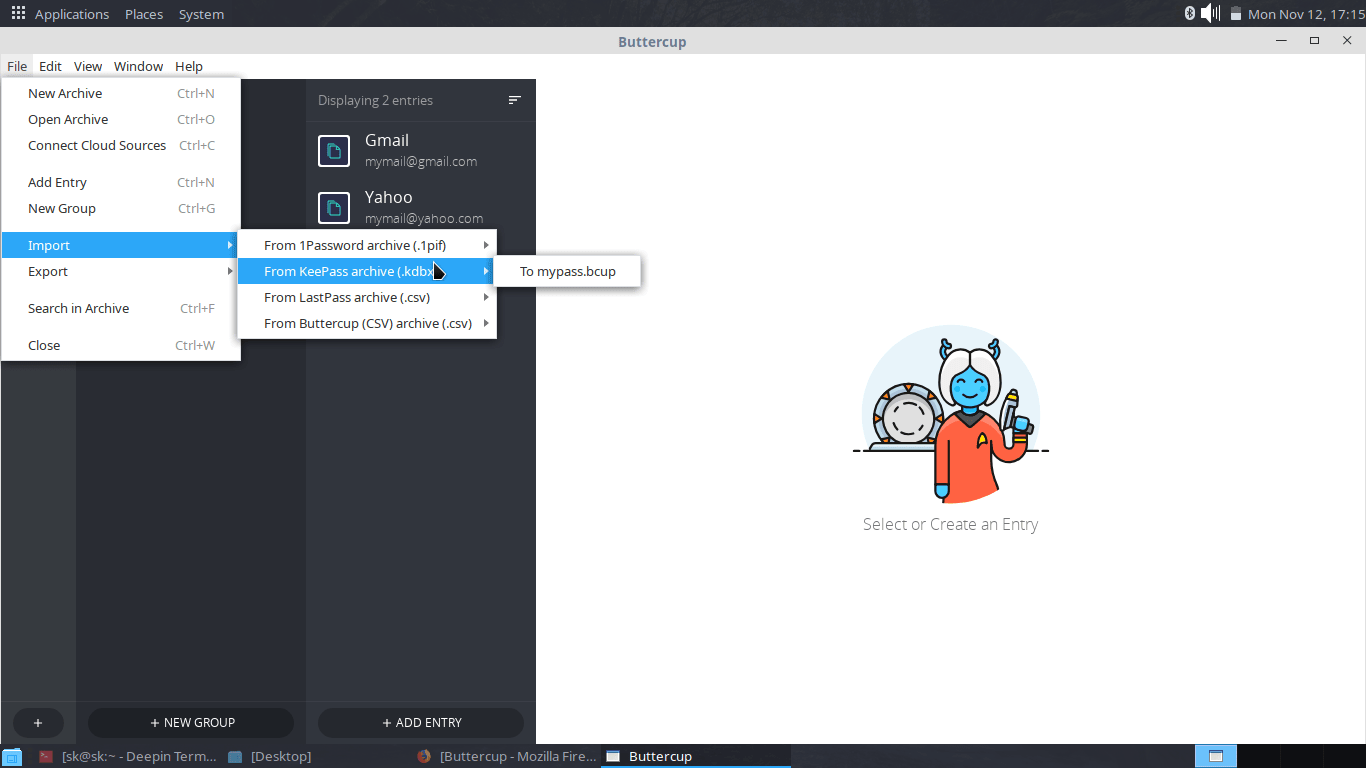 Applications Places System
Mon Nov 12, 17:15
Buttercup
File Edit View Window Help
New Archive Ctrl+N
Open Archive Ctrl+O
Connect Cloud Sources Ctrl+C
Add Entry Ctrl+N
New Group Ctrl+G
Import
Export
Search in Archive Ctrl+F
Close Ctrl+W
From 1Password archive (.1pif)
From KeePass archive (.kdbx
From LastPass archive (.csv)
From Buttercup (CSV) archive (.csv)
To mypass.bcup
Displaying 2 entries
Gmail
mymail@gmail.com
Yahoo
mymail@yahoo.com
Select or Create an Entry
+
+ NEW GROUP
+ ADD ENTRY
[sk@sk:~ - Deepin Term...
[Desktop]
[Buttercup - Mozilla Fire...
Buttercup